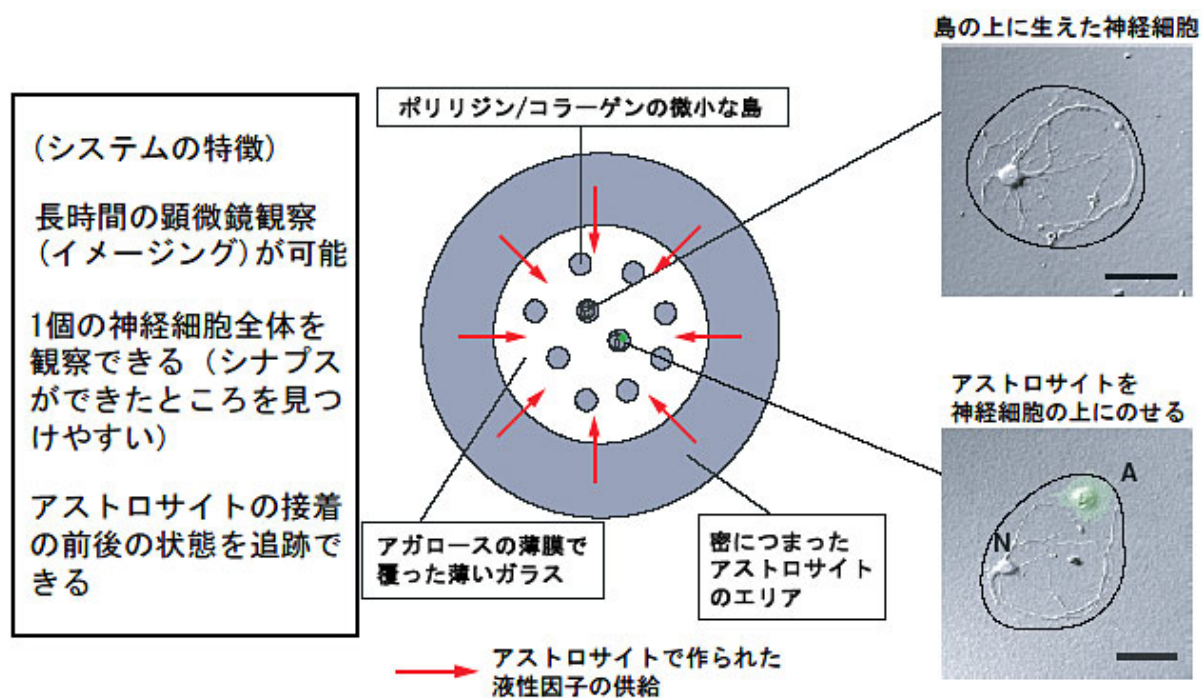 (システムの特徴)
長時間の顕微鏡観察
(イメージング)が可能
1個の神経細胞全体を
観察できる(シナプス
ができたところを見つ
けやすい)
アストロサイトの接着
の前後の状態を追跡で
きる
ポリリジン/コラーゲンの微小な島
アガロースの薄膜で
覆った薄いガラス
密につまった
アストロサイト
のエリア
アストロサイトで作られた
液性因子の供給
島の上に生えた神経細胞
アストロサイトを
神経細胞の上にのせる
A
N